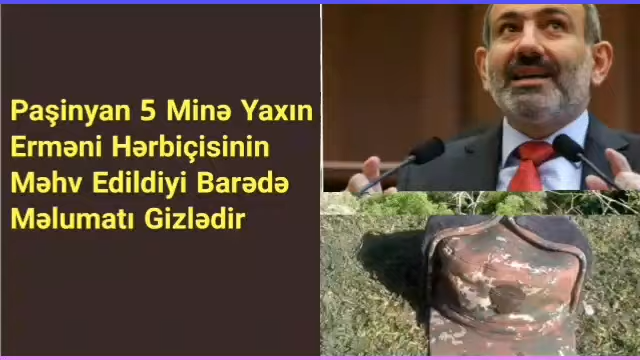 Paşinyan 5 Minə Yaxın
Erməni Hərbiçisinin
Məhv Edildiyi Barədə
Məlumatı Gizlədir